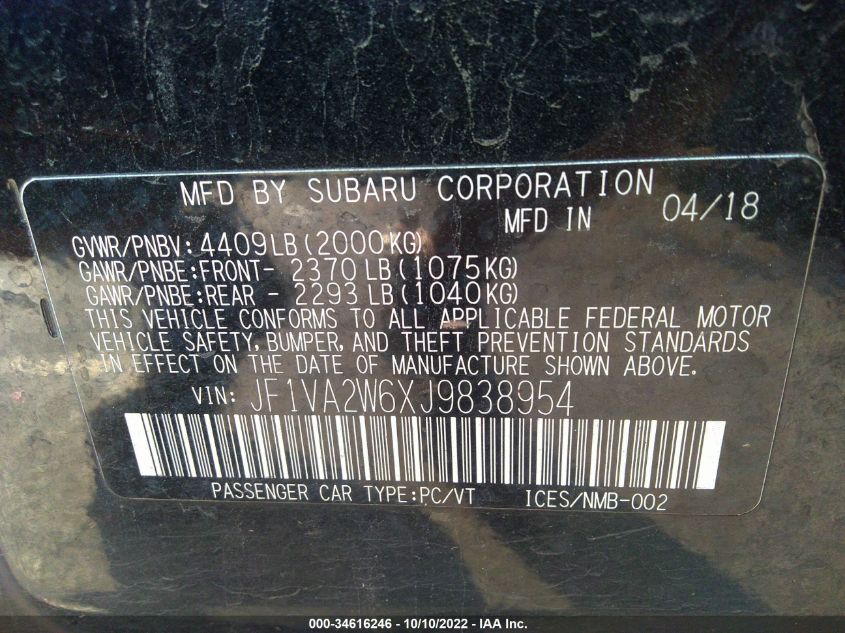 MFD BY SUBARU CORPORATION
MFD IN 04/18
GVWR/PNBV: 4409LB(2000KG)
GAWR/PNBE:FRONT- 2370 LB(1075KG)
GAWR/PNBE:REAR - 2293 LB(1040KG)
THIS VEHICLE CONFORMS TO ALL APPLICABLE FEDERAL MOTOR
VEHICLE SAFETY, BUMPER, AND THEFT PREVENTION STANDARDS
IN EFFECT ON THE DATE OF MANUFACTURE SHOWN ABOVE.
VIN: JF1VA2W6XJ9838954
PASSENGER CAR TYPE:PC/VT ICES/NMB-002
000-34616246 - 10/10/2022 - IAA Inc.